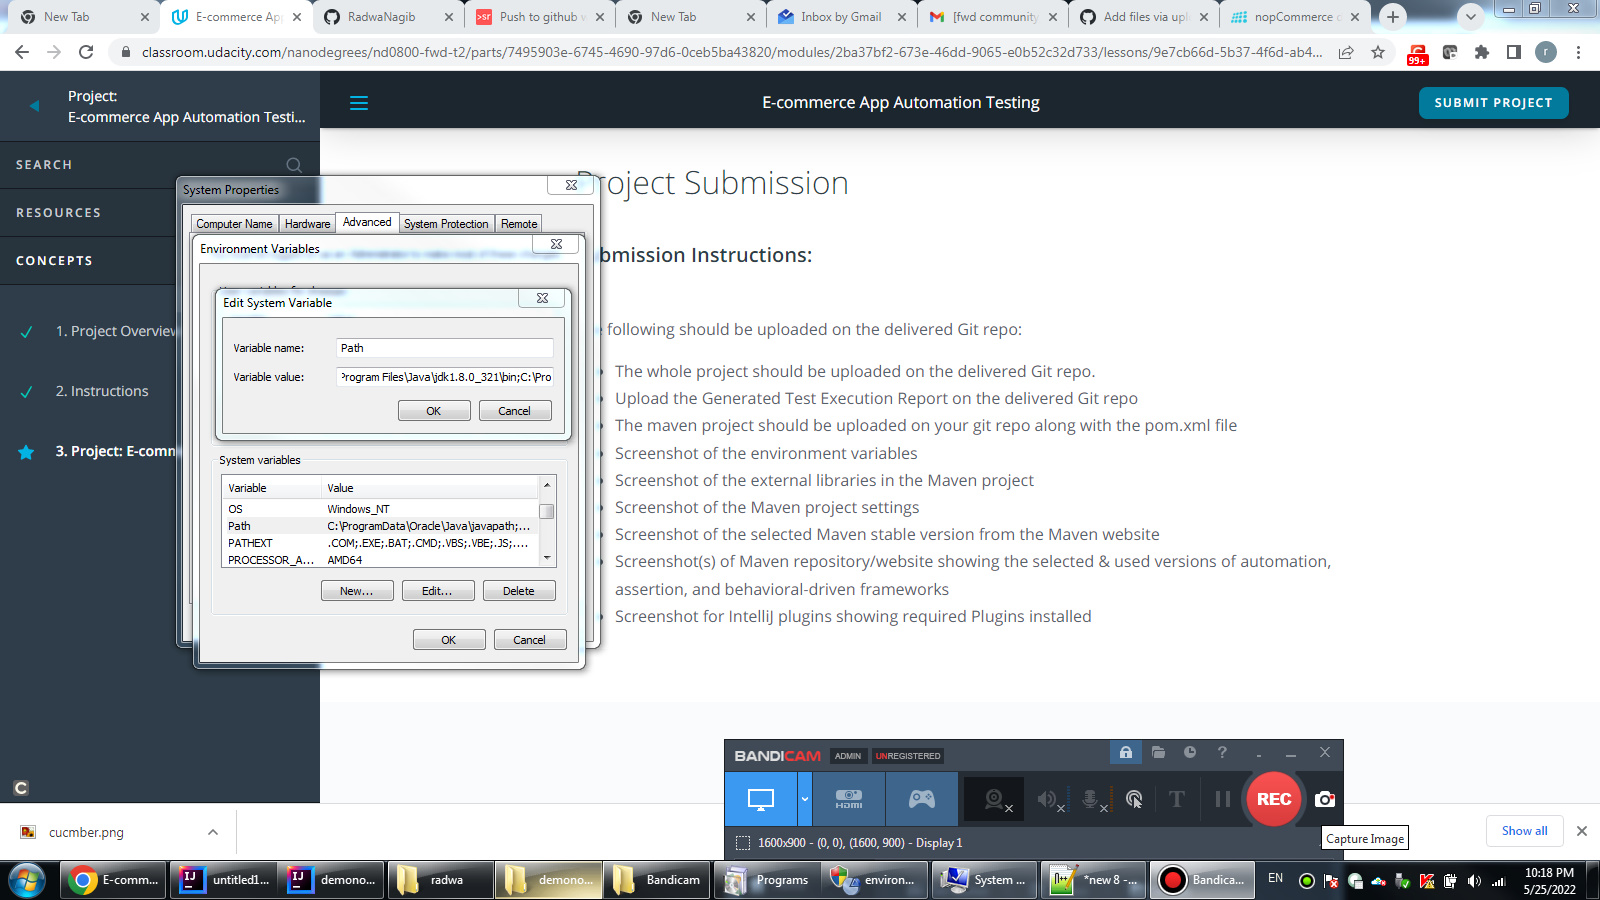 New Tab
E-commerce App
RadwaNagib
Push to github w
New Tab
Inbox by Gmail
[fwd community
Add files via upl
nopCommerce d
classroom.udacity.com/nanodegrees/nd0800-fwd-t2/parts/7495903e-6745-4690-97d6-0ceb5ba43820/modules/2ba37bf2-673e-46dd-9065-e0b52c32d733/lessons/9e7cb66d-5b37-4f6d-ab4...
99+
r
Project:
E-commerce App Automation Testi...
E-commerce App Automation Testing
SUBMIT PROJECT
SEARCH
RESOURCES
CONCEPTS
1. Project Overview
2. Instructions
3. Project: E-comm
Project Submission
bmission Instructions:
following should be uploaded on the delivered Git repo:
The whole project should be uploaded on the delivered Git repo.
Upload the Generated Test Execution Report on the delivered Git repo
The maven project should be uploaded on your git repo along with the pom.xml file
Screenshot of the environment variables
Screenshot of the external libraries in the Maven project
Screenshot of the Maven project settings
Screenshot of the selected Maven stable version from the Maven website
Screenshot(s) of Maven repository/website showing the selected & used versions of automation,
assertion, and behavioral-driven frameworks
Screenshot for IntelliJ plugins showing required Plugins installed
System Properties
Computer Name
Hardware
Advanced
System Protection
Remote
Environment Variables
Edit System Variable
Variable name:
Path
Variable value:
Program Files\Java\jdk1.8.0_321\bin;C:\Pro
OK
Cancel
System variables
Variable Value
OS Windows_NT
Path C:\ProgramData\Oracle\Java\javapath;...
PATHEXT .COM;.EXE;.BAT;.CMD;.VBS;.VBE;.JS;....
PROCESSOR_A... AMD64
New...
Edit...
Delete
OK
Cancel
BANDICAM
ADMIN
UNREGISTERED
HDMI
T
REC
1600x900 - (0, 0), (1600, 900) - Display 1
Capture Image
cucmber.png
Show all
E-comm...
untitled1...
demono...
radwa
demono...
Bandicam
Programs
environ...
System ...
*new 8 -...
Bandica...
EN
10:18 PM
5/25/2022